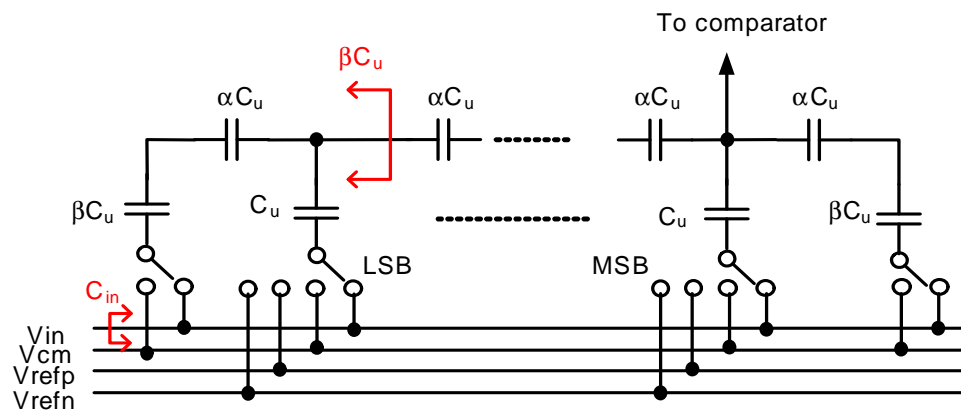 To comparator
βCu
αCu
αCu
αCu
αCu
βCu
Cu
Cu
βCu
LSB
MSB
Cin
Vin
Vcm
Vrefp
Vrefn